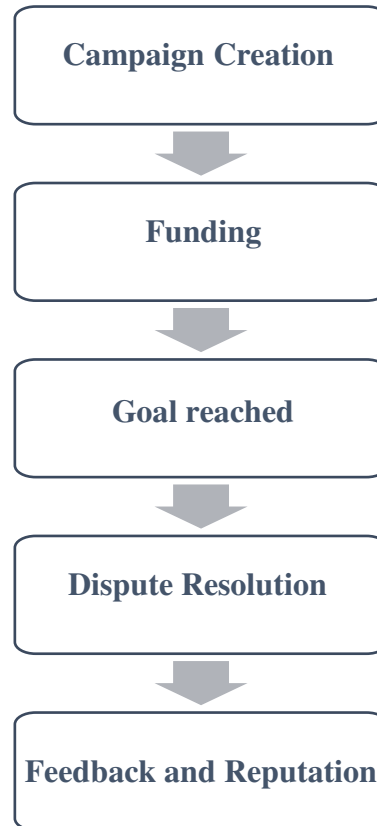 Campaign Creation
Funding
Goal reached
Dispute Resolution
Feedback and Reputation